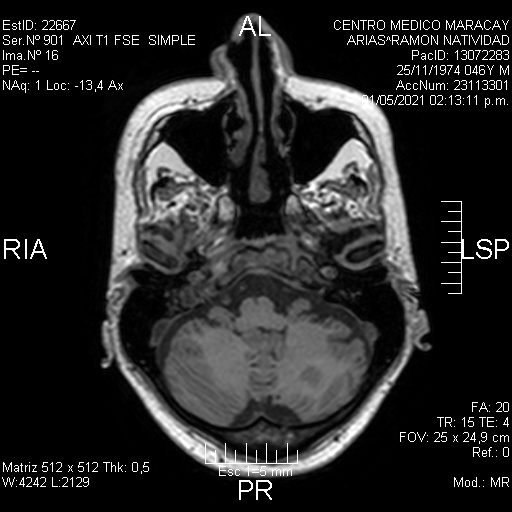 EstID: 22667
Ser.Nº 901 AXI T1 FSE SIMPLE
Ima.Nº 16
PE= --
NAq: 1 Loc: -13,4 Ax
AL
CENTRO MEDICO MARACAY
ARIAS^RAMON NATIVIDAD
PacID: 13072283
25/11/1974 046Y M
AccNum: 23113301
01/05/2021 02:13:11 p.m.
RIA
LSP
FA: 20
TR: 15 TE: 4
FOV: 25 x 24,9 cm
Ref.: 0
Matriz 512 x 512 Thk: 0,5
W:4242 L:2129
Esc 1=5 mm
PR
Mod.: MR